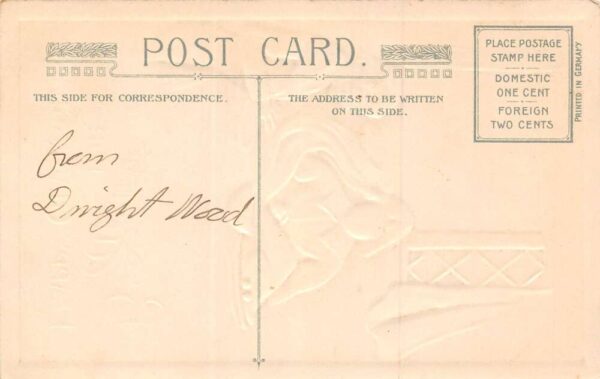 POST CARD.
THIS SIDE FOR CORRESPONDENCE.
THE ADDRESS TO BE WRITTEN
ON THIS SIDE.
PLACE POSTAGE
STAMP HERE
DOMESTIC
ONE CENT
FOREIGN
TWO CENTS
PRINTED IN GERMANY
from
Dwight Wood